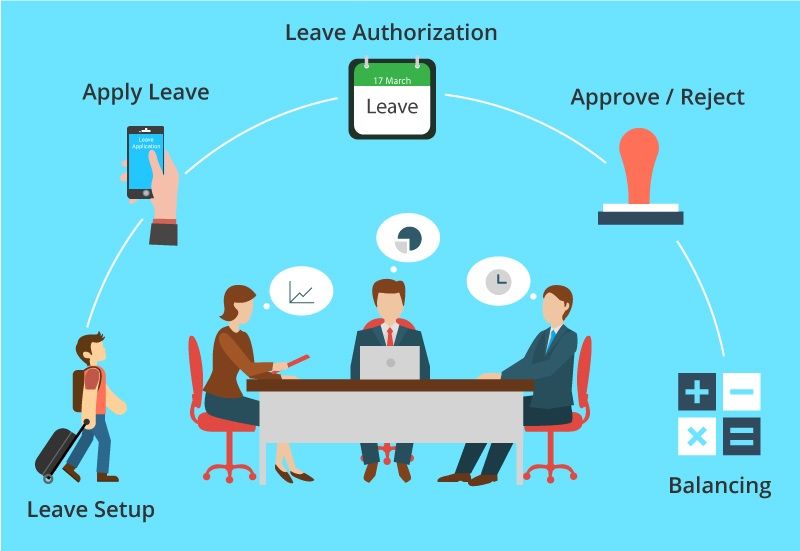 Leave Authorization
Apply Leave
17 March
Leave
Approve / Reject
Leave
Application
Leave Setup
Balancing